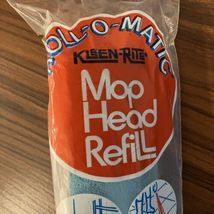 ROLL-O-MATIC
KLEEN-RITE
Mop
Head
Refill